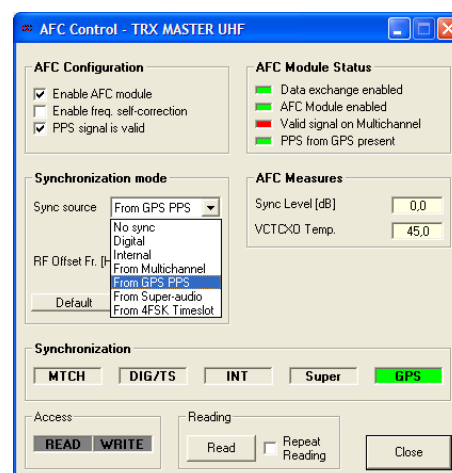 AFC Control - TRX MASTER UHF
AFC Configuration
Enable AFC module
Enable freq. self-correction
PPS signal is valid
AFC Module Status
Data exchange enabled
AFC Module enabled
Valid signal on Multichannel
PPS from GPS present
Synchronization mode
Sync source From GPS PPS
No sync
Digital
Internal
From Multichannel
From GPS PPS
From Super-audio
From 4FSK Timeslot
RF Offset Fr. [H
Default
AFC Measures
Sync Level [dB] 0,0
VCTCXO Temp. 45,0
Synchronization
MTCH DIG/TS INT Super GPS
Access
READ WRITE
Reading
Read
Repeat
Reading
Close